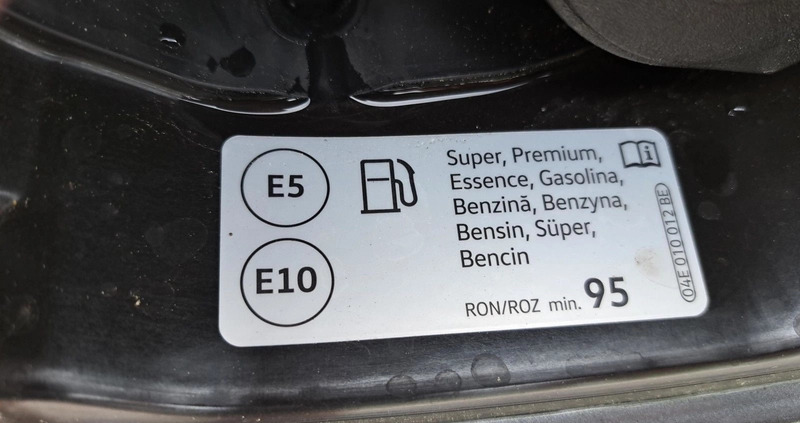 E5
E10
Super, Premium,
Essence, Gasolina,
Benzină, Benzyna,
Bensin, Süper,
Bencin
RON/ROZ min. 95
04E 010 012 BE